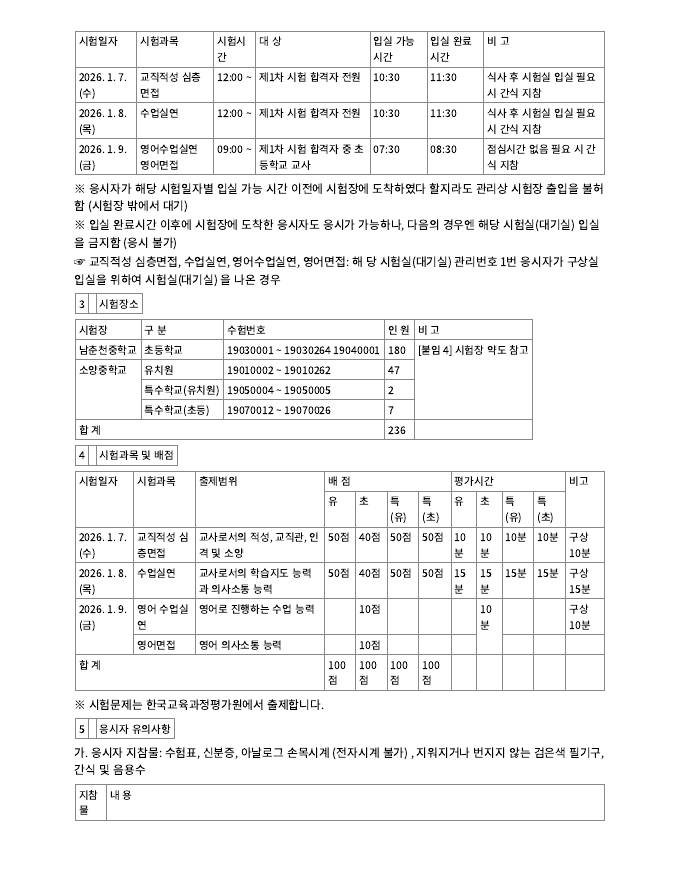 시험일자 시험과목 시험시간 대 상 입실 가능 시간 입실 완료 시간 비 고
2026. 1. 7. (수) 교직적성 심층면접 12:00 ~ 제1차 시험 합격자 전원 10:30 11:30 식사 후 시험실 입실 필요시 간식 지참
2026. 1. 8. (목) 수업실연 12:00 ~ 제1차 시험 합격자 전원 10:30 11:30 식사 후 시험실 입실 필요시 간식 지참
2026. 1. 9. (금) 영어수업실연 영어면접 09:00 ~ 제1차 시험 합격자 중 초등학교 교사 07:30 08:30 점심시간 없음 필요 시 간식 지참
※ 응시자가 해당 시험일자별 입실 가능 시간 이전에 시험장에 도착하였다 할지라도 관리상 시험장 출입을 불허
함 (시험장 밖에서 대기)
※ 입실 완료시간 이후에 시험장에 도착한 응시자도 응시가 가능하나, 다음의 경우엔 해당 시험실(대기실) 입실
을 금지함 (응시 불가)
☞ 교직적성 심층면접, 수업실연, 영어수업실연, 영어면접: 해 당 시험실(대기실) 관리번호 1번 응시자가 구상실
입실을 위하여 시험실(대기실) 을 나온 경우
3 시험장소
시험장 구 분 수험번호 인 원 비 고
남춘천중학교 초등학교 19030001 ~ 19030264 19040001 180 [붙임 4] 시험장 약도 참고
소양중학교 유치원 19010002 ~ 19010262 47
특수학교(유치원) 19050004 ~ 19050005 2
특수학교(초등) 19070012 ~ 19070026 7
합 계 236
4 시험과목 및 배점
시험일자 시험과목 출제범위 배 점 평가시간 비고
유 초 특(유) 특(초) 유 초 특(유) 특(초)
2026. 1. 7. (수) 교직적성 심층면접 교사로서의 적성, 교직관, 인격 및 소양 50점 40점 50점 50점 10분 10분 10분 10분 구상 10분
2026. 1. 8. (목) 수업실연 교사로서의 학습지도 능력과 의사소통 능력 50점 40점 50점 50점 15분 15분 15분 15분 구상 15분
2026. 1. 9. (금) 영어 수업실연 영어로 진행하는 수업 능력 10점 10분 구상 10분
영어면접 영어 의사소통 능력 10점
합 계 100점 100점 100점 100점
※ 시험문제는 한국교육과정평가원에서 출제합니다.
5 응시자 유의사항
가. 응시자 지참물: 수험표, 신분증, 아날로그 손목시계 (전자시계 불가) , 지워지거나 번지지 않는 검은색 필기구,
간식 및 음용수
지참물 내 용